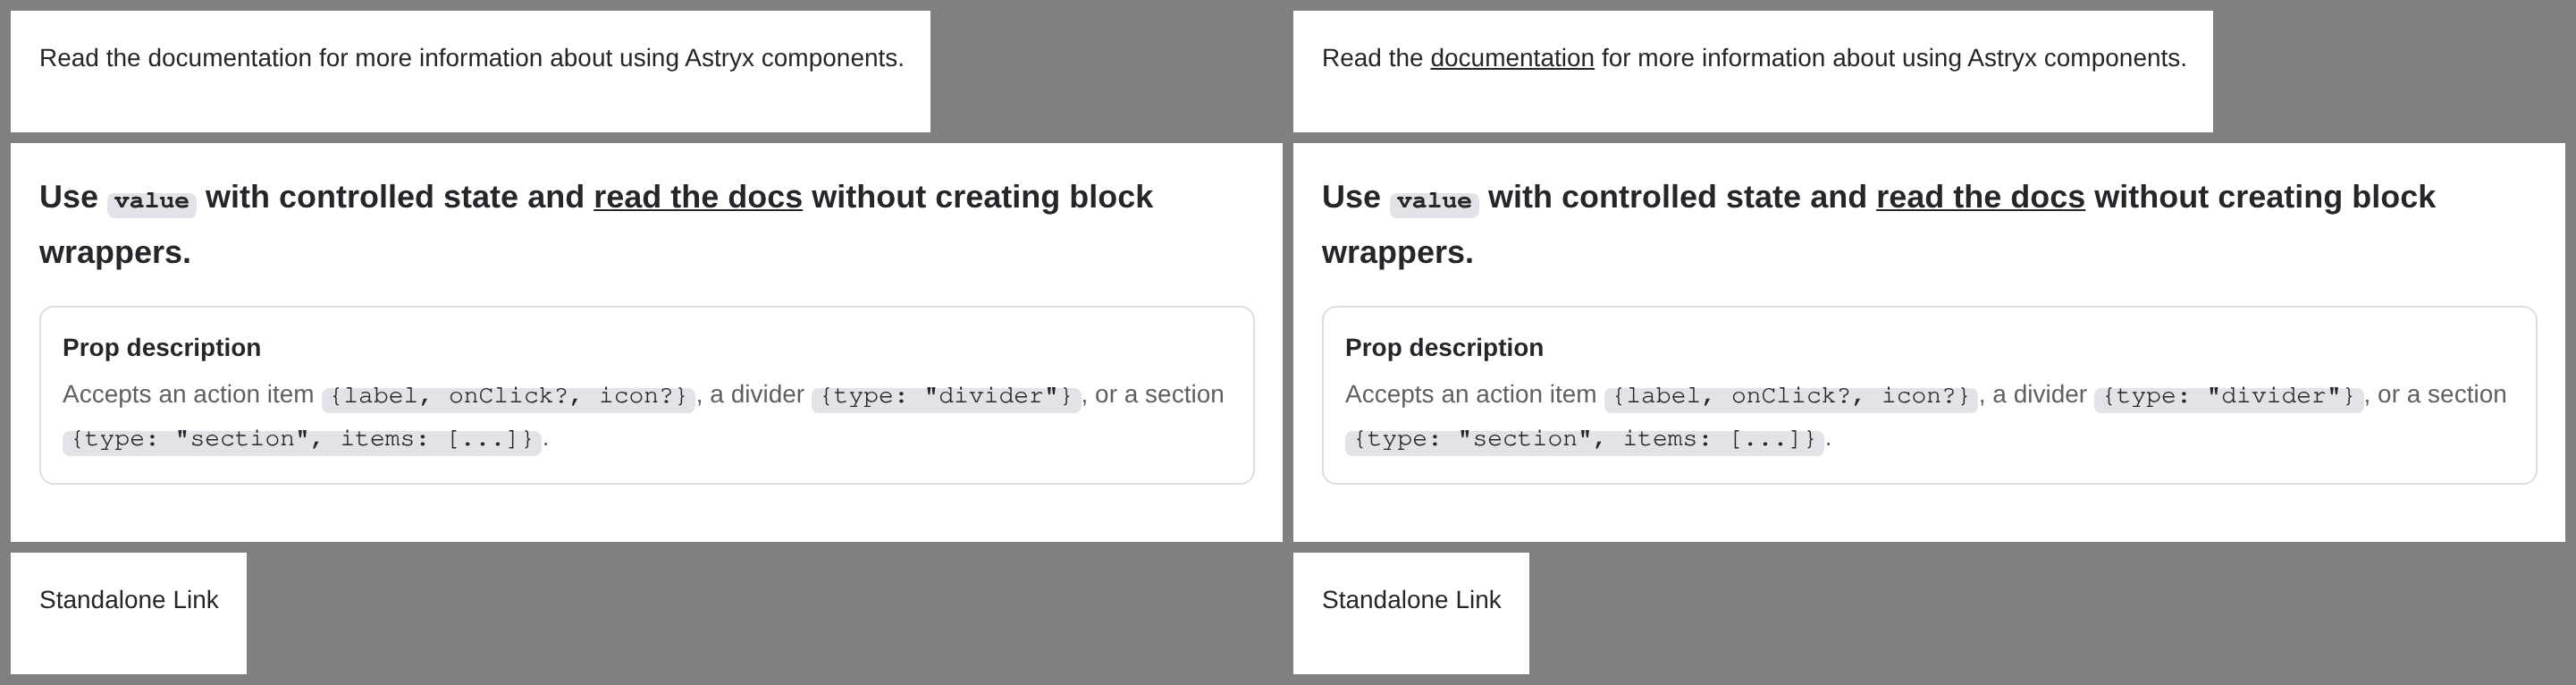 Read the documentation for more information about using Astryx components.
Read the documentation for more information about using Astryx components.
Use value with controlled state and read the docs without creating block
wrappers.
Prop description
Accepts an action item {label, onClick?, icon?}, a divider {type: "divider"}, or a section
{type: "section", items: [...]}.
Use value with controlled state and read the docs without creating block
wrappers.
Prop description
Accepts an action item {label, onClick?, icon?}, a divider {type: "divider"}, or a section
{type: "section", items: [...]}.
Standalone Link
Standalone Link